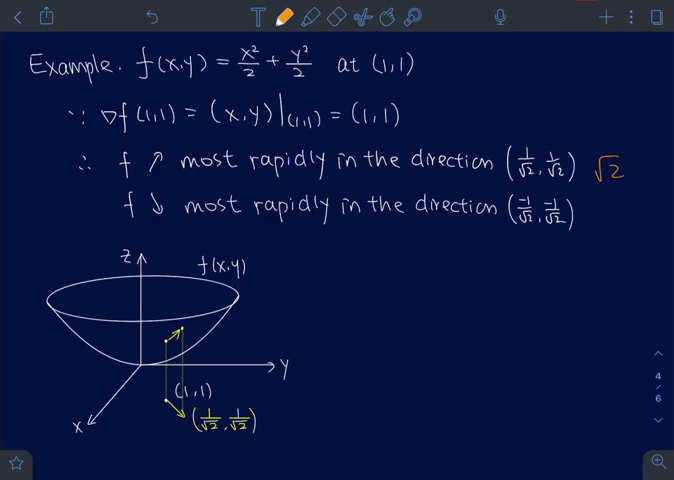 Example. f(x,y) = x²/2 + y²/2 at (1,1)
∵ ∇f(1,1) = (x,y)|(1,1) = (1,1)
∴ f ↗ most rapidly in the direction (1/√2, 1/√2) √2
f ↘ most rapidly in the direction (-1/√2, -1/√2)
z
f(x,y)
y
(1,1)
x
(1/√2, 1/√2)
4
/
6